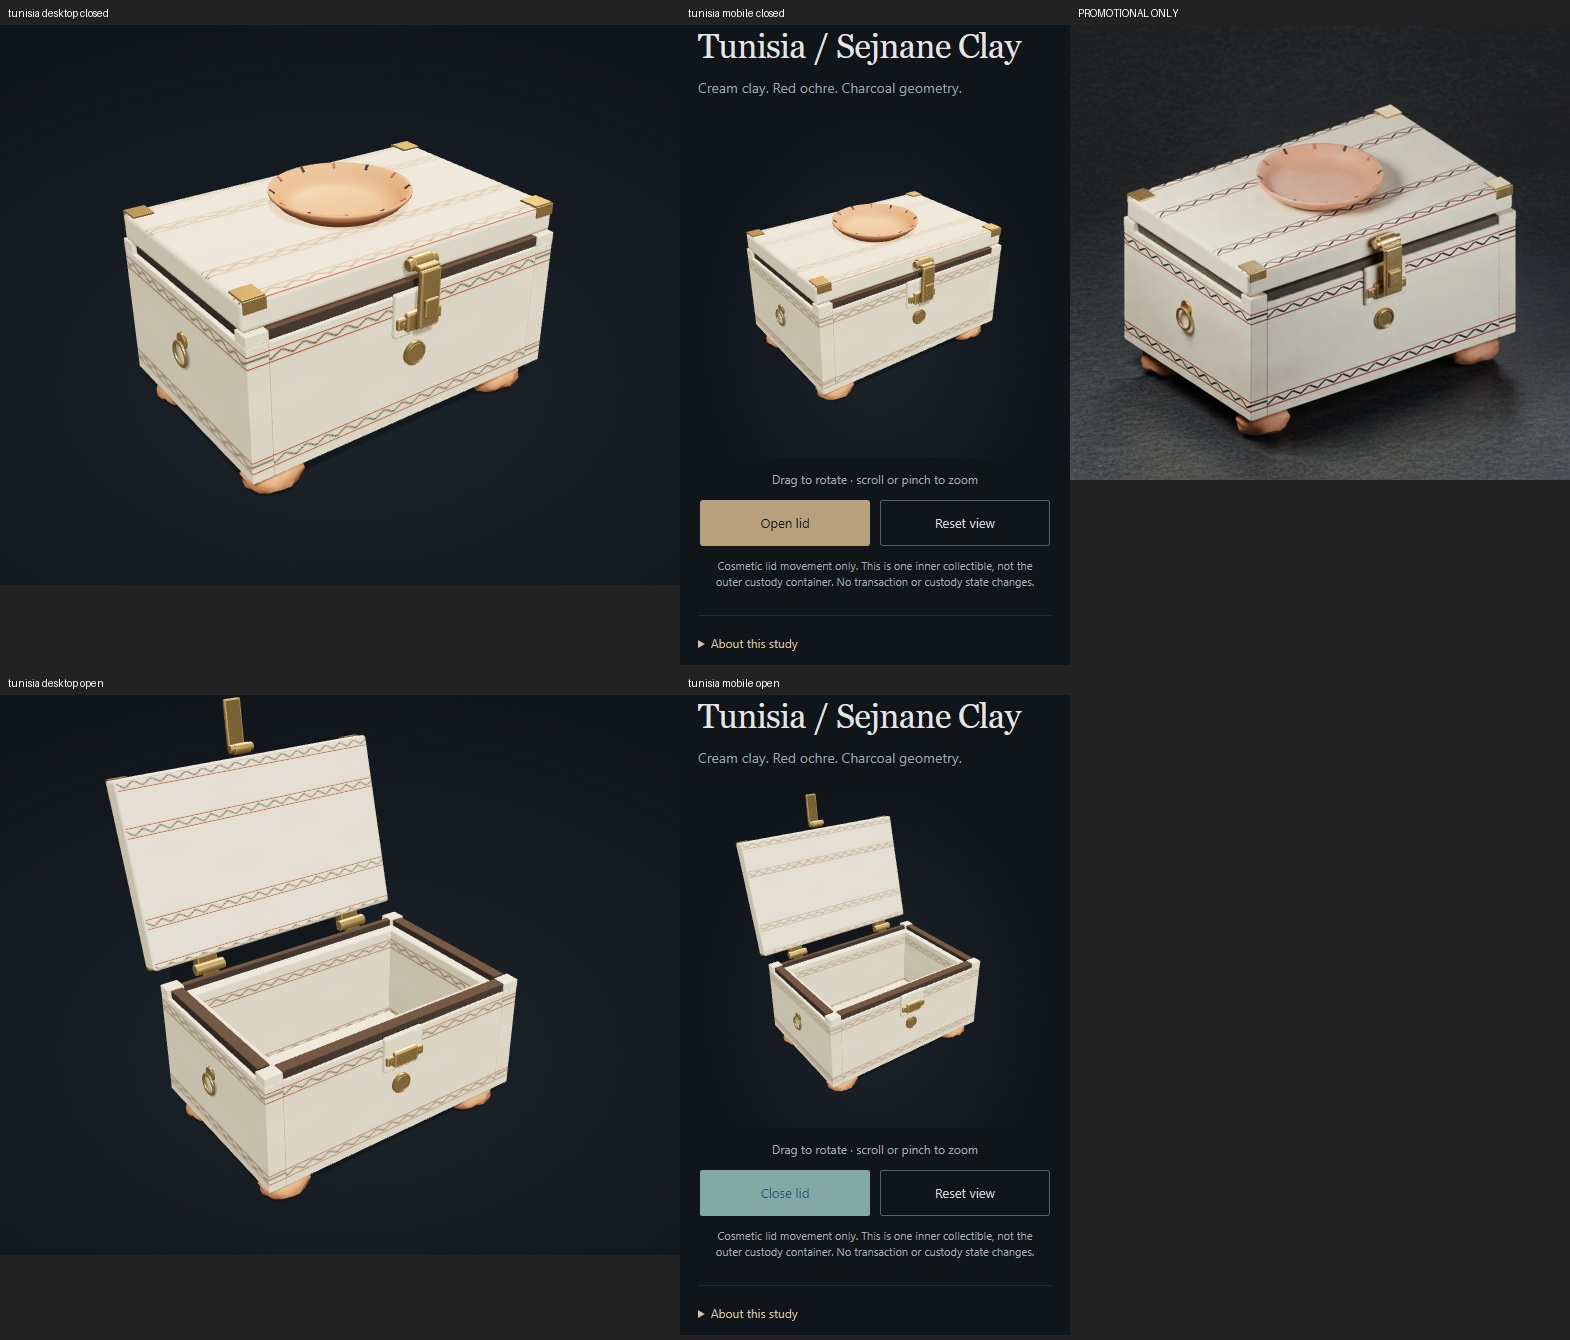 tunisia desktop closed
tunisia mobile closed
PROMOTIONAL ONLY
Tunisia / Sejnane Clay
Cream clay. Red ochre. Charcoal geometry.
Drag to rotate · scroll or pinch to zoom
Open lid
Reset view
Cosmetic lid movement only. This is one inner collectible, not the
outer custody container. No transaction or custody state changes.
▶ About this study
tunisia desktop open
tunisia mobile open
Tunisia / Sejnane Clay
Cream clay. Red ochre. Charcoal geometry.
Drag to rotate · scroll or pinch to zoom
Close lid
Reset view
Cosmetic lid movement only. This is one inner collectible, not the
outer custody container. No transaction or custody state changes.
▶ About this study